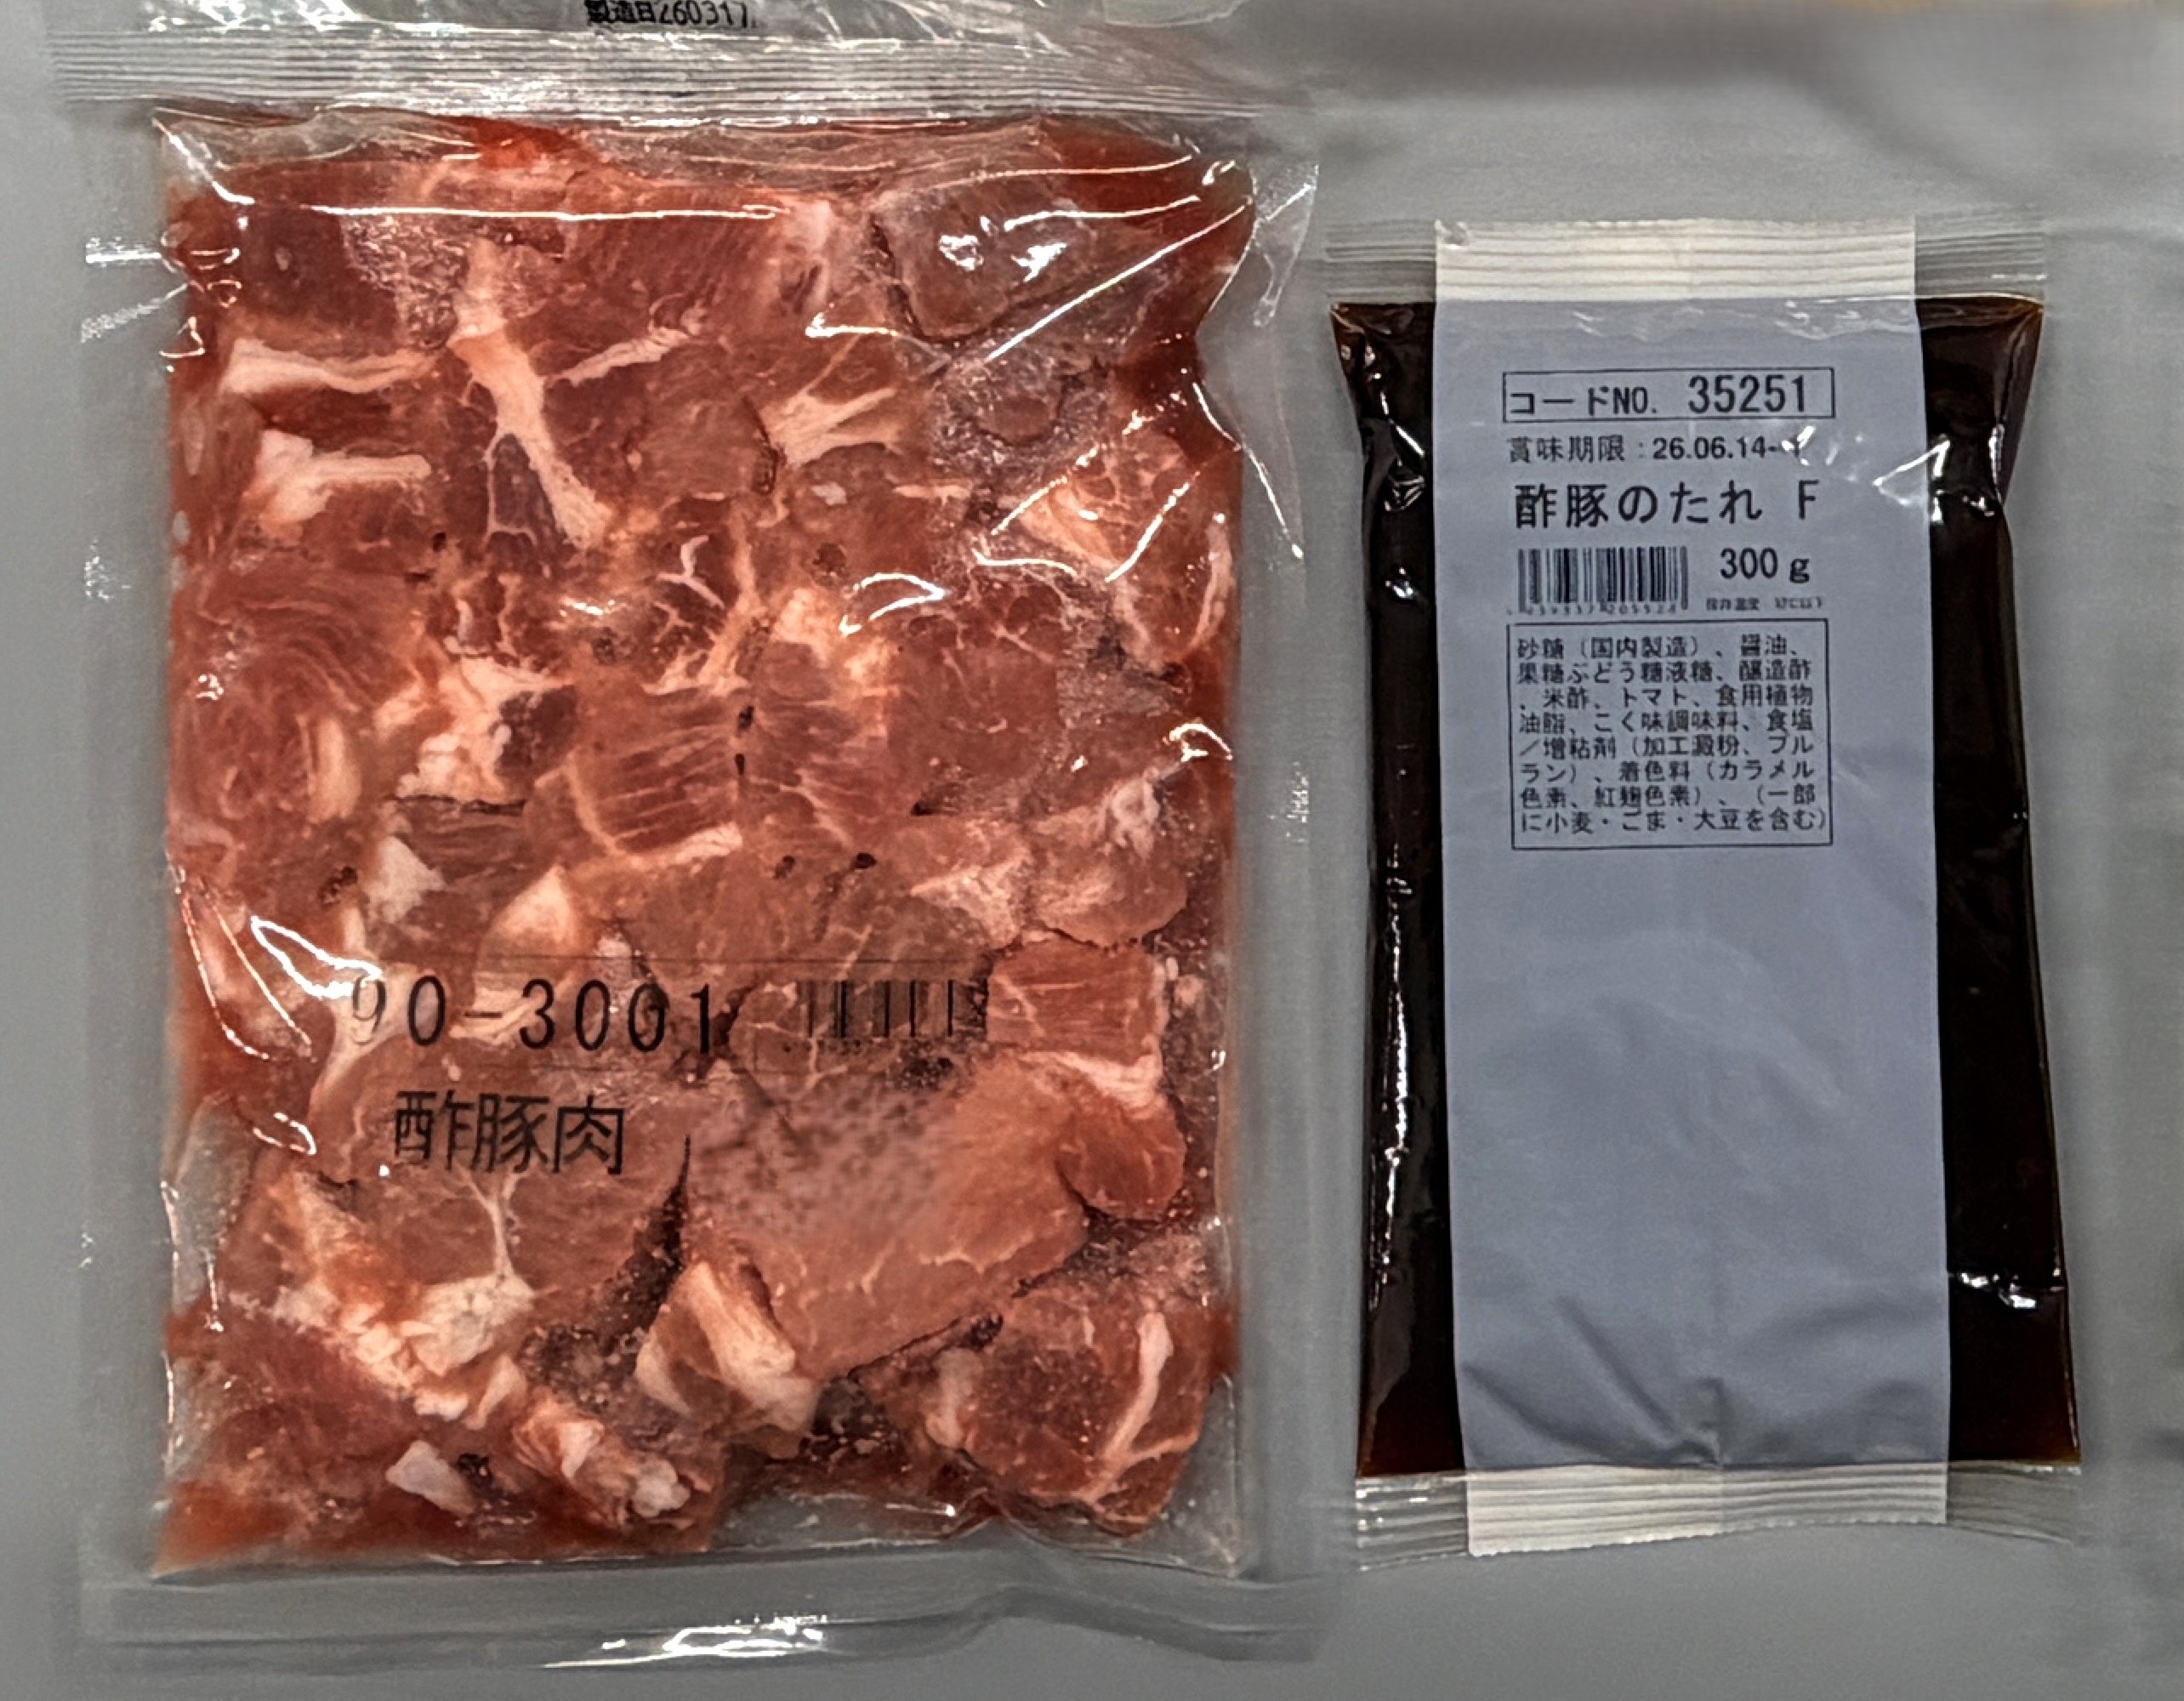 製造日260317
90-3001
酢豚肉
コードNO. 35251
賞味期限:26.06.14-1
酢豚のたれ F
300g
砂糖(国内製造)、醤油、
果糖ぶどう糖液糖、醸造酢
、米酢、トマト、食用植物
油脂、こく味調味料、食塩
/増粘剤(加工澱粉、プル
ラン)、着色料(カラメル
色素、紅麹色素)、(一部
に小麦・ごま・大豆を含む)